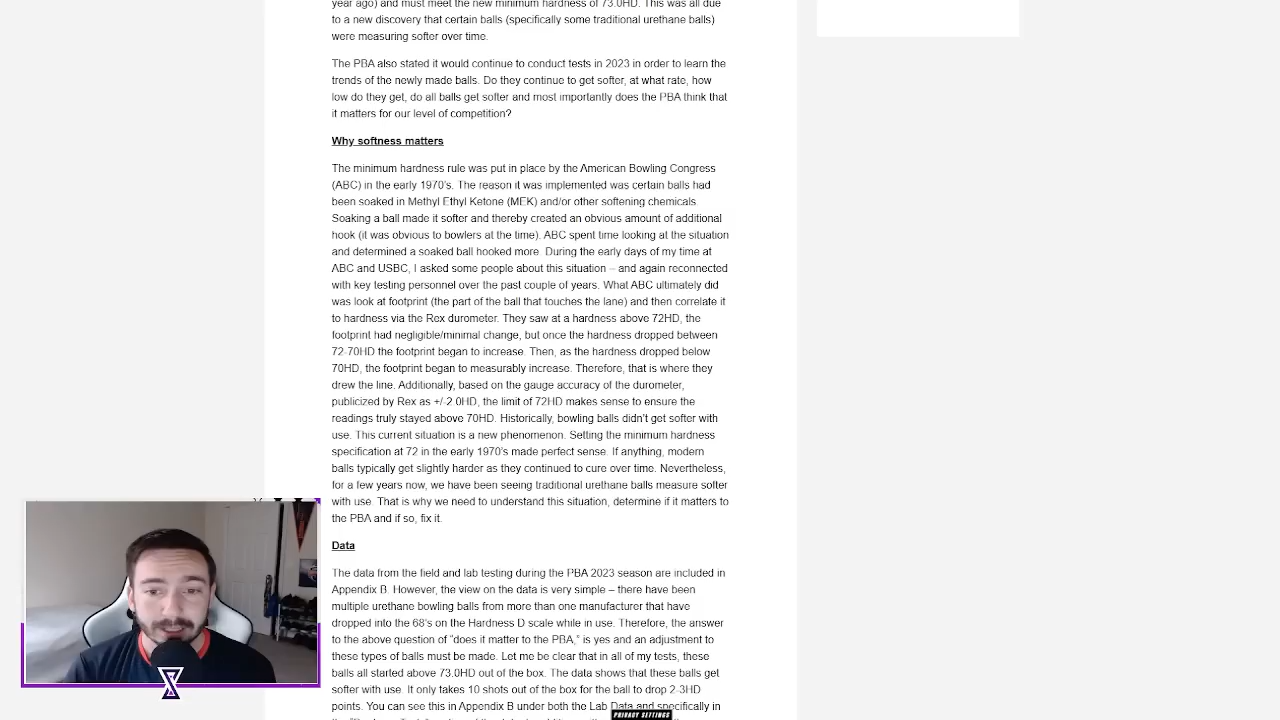 year ago) and must meet the new minimum hardness of 73.0HD. This was all due
to a new discovery that certain balls (specifically some traditional urethane balls)
were measuring softer over time.
The PBA also stated it would continue to conduct tests in 2023 in order to learn the
trends of the newly made balls. Do they continue to get softer, at what rate, how
low do they get, do all balls get softer and most importantly does the PBA think that
it matters for our level of competition?
Why softness matters
The minimum hardness rule was put in place by the American Bowling Congress
(ABC) in the early 1970's. The reason it was implemented was certain balls had
been soaked in Methyl Ethyl Ketone (MEK) and/or other softening chemicals.
Soaking a ball made it softer and thereby created an obvious amount of additional
hook (it was obvious to bowlers at the time). ABC spent time looking at the situation
and determined a soaked ball hooked more. During the early days of my time at
ABC and USBC, I asked some people about this situation – and again reconnected
with key testing personnel over the past couple of years. What ABC ultimately did
was look at footprint (the part of the ball that touches the lane) and then correlate it
to hardness via the Rex durometer. They saw at a hardness above 72HD, the
footprint had negligible/minimal change, but once the hardness dropped between
72-70HD the footprint began to increase. Then, as the hardness dropped below
70HD, the footprint began to measurably increase. Therefore, that is where they
drew the line. Additionally, based on the gauge accuracy of the durometer,
publicized by Rex as +/-2.0HD, the limit of 72HD makes sense to ensure the
readings truly stayed above 70HD. Historically, bowling balls didn't get softer with
use. This current situation is a new phenomenon. Setting the minimum hardness
specification at 72 in the early 1970's made perfect sense. If anything, modern
balls typically get slightly harder as they continued to cure over time. Nevertheless,
for a few years now, we have been seeing traditional urethane balls measure softer
with use. That is why we need to understand this situation, determine if it matters to
the PBA and if so, fix it.
Data
The data from the field and lab testing during the PBA 2023 season are included in
Appendix B. However, the view on the data is very simple – there have been
multiple urethane bowling balls from more than one manufacturer that have
dropped into the 68's on the Hardness D scale while in use. Therefore, the answer
to the above question of "does it matter to the PBA," is yes and an adjustment to
these types of balls must be made. Let me be clear that in all of my tests, these
balls all started above 73.0HD out of the box. The data shows that these balls get
softer with use. It only takes 10 shots out of the box for the ball to drop 2-3HD
points. You can see this in Appendix B under both the Lab Data and specifically in
PRIVACY SETTINGS